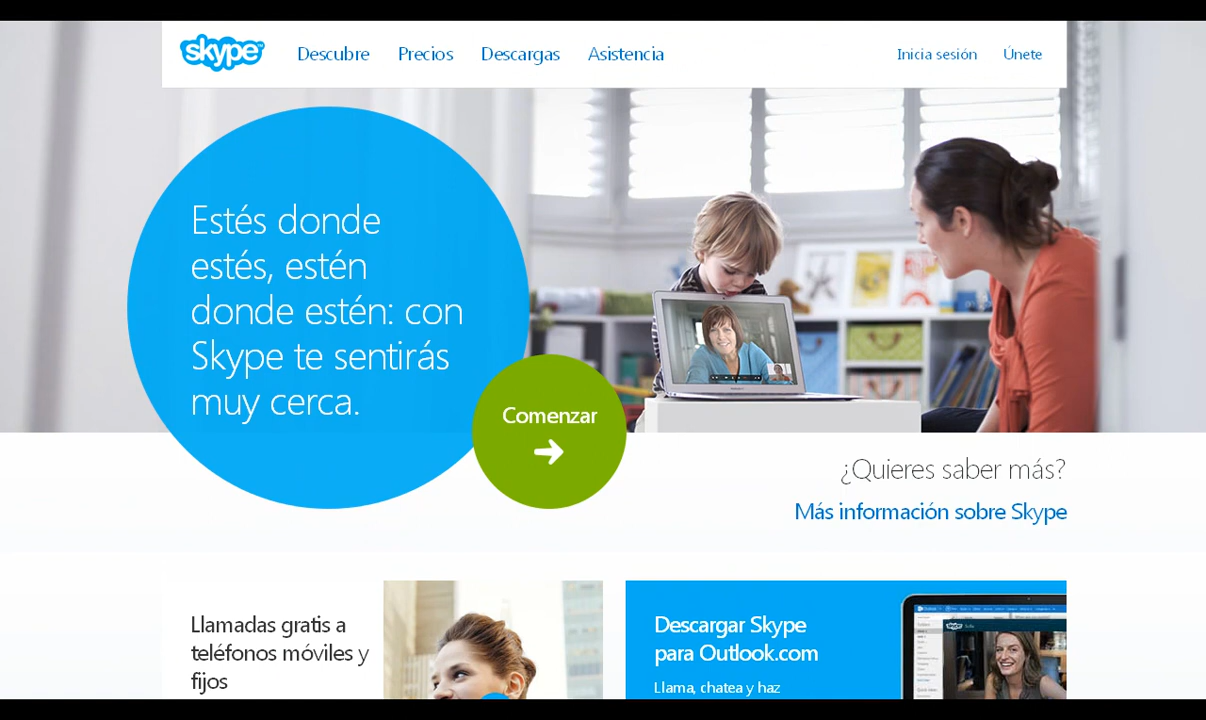 skype
Descubre Precios Descargas Asistencia
Inicia sesión Únete
Estés donde
estés, estén
donde estén: con
Skype te sentirás
muy cerca.
Comenzar
¿Quieres saber más?
Más información sobre Skype
Llamadas gratis a
teléfonos móviles y
fijos
Descargar Skype
para Outlook.com
Llama, chatea y haz